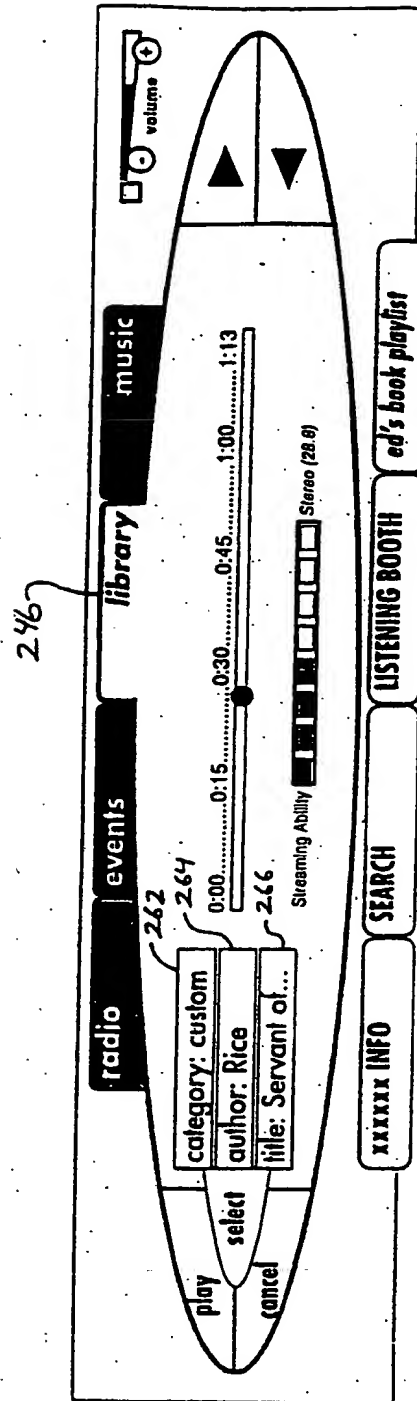 246
radio
events
library
music
volume
play
select
cancel
category: custom
262
author: Rice
264
title: Servant of...
266
0:00.........0:15.........0:30.........0:45.........1:00.........1:13
Streaming Ability
Stereo (28.8)
xxxxxx INFO
SEARCH
LISTENING BOOTH
ed's book playlist